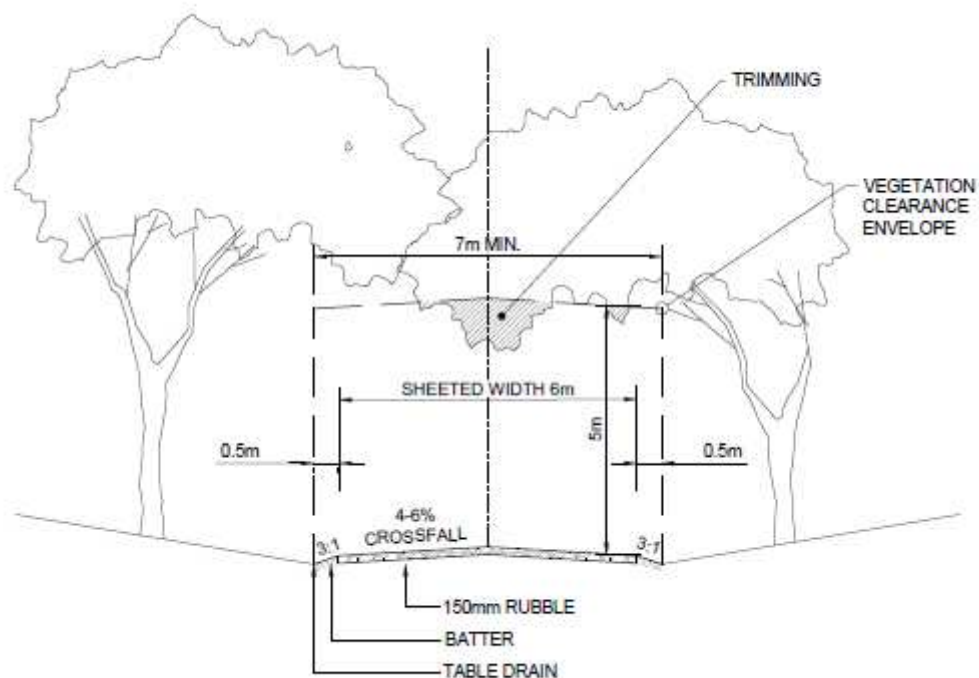 TRIMMING
VEGETATION
CLEARANCE
ENVELOPE
7m MIN.
SHEETED WIDTH 6m
5m
0.5m
0.5m
4-6%
CROSSFALL
3:1
3:1
150mm RUBBLE
BATTER
TABLE DRAIN